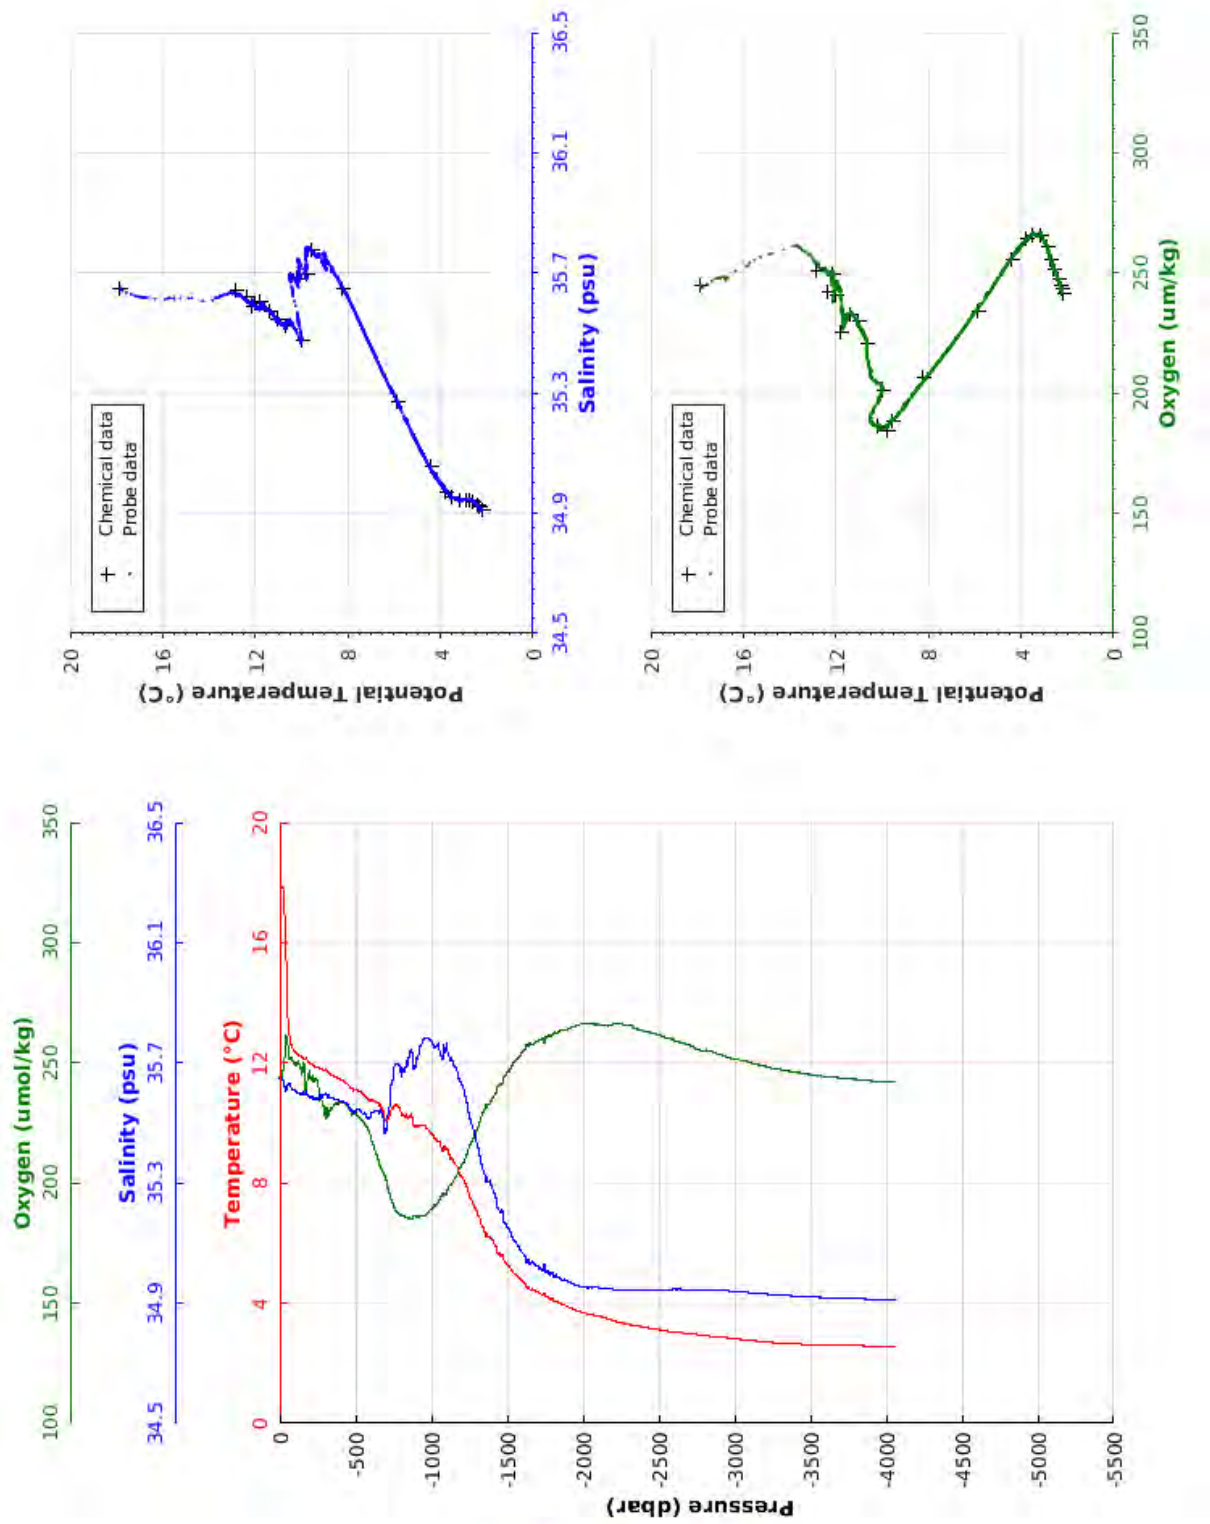 Oxygen (umol/kg)
100 150 200 250 300 350
Salinity (psu)
34.5 34.9 35.3 35.7 36.1 36.5
Temperature (°C)
0 4 8 12 16 20
Pressure (dbar)
0
-500
-1000
-1500
-2000
-2500
-3000
-3500
-4000
-4500
-5000
-5500
Potential Temperature (°C)
20
16
12
8
4
0
+ Chemical data
. Probe data
34.5 34.9 35.3 35.7 36.1 36.5
Salinity (psu)
Potential Temperature (°C)
20
16
12
8
4
0
+ Chemical data
. Probe data
100 150 200 250 300 350
Oxygen (um/kg)